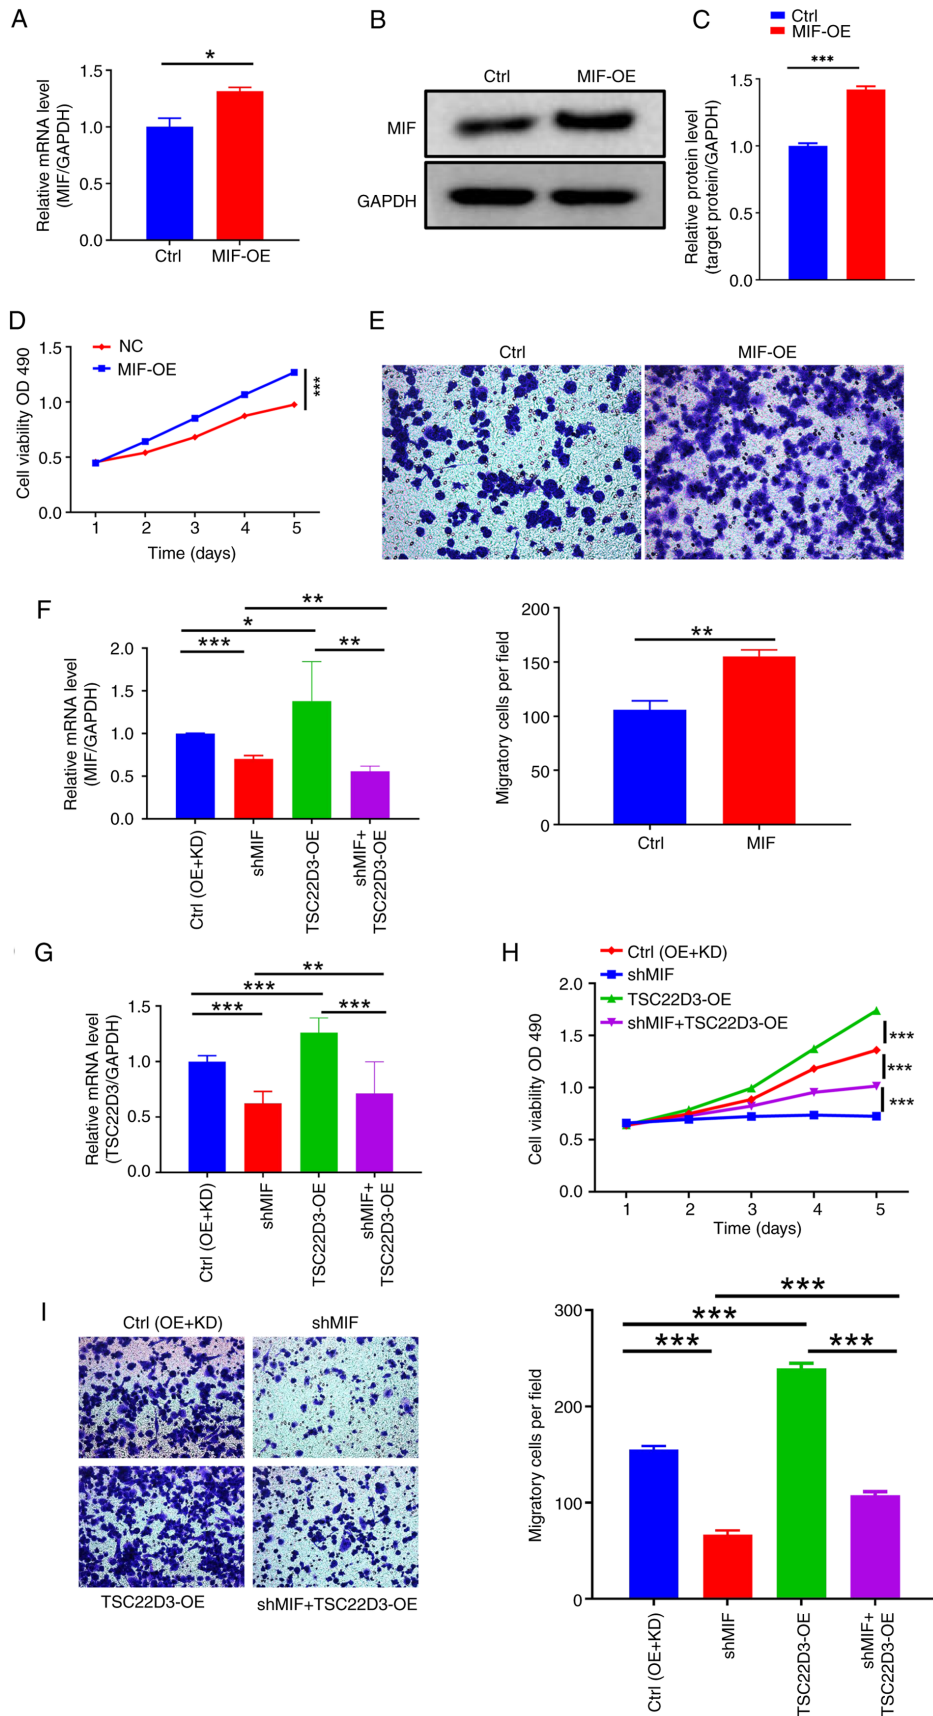 A
Relative mRNA level
(MIF/GAPDH)
1.5
1.0
0.5
0.0
*
Ctrl
MIF-OE
B
Ctrl
MIF-OE
MIF
GAPDH
C
Ctrl
MIF-OE
Relative protein level
(target protein/GAPDH)
1.5
1.0
0.5
0.0
***
D
Cell viability OD 490
1.5
1.0
0.5
0.0
NC
MIF-OE
***
1 2 3 4 5
Time (days)
E
Ctrl
MIF-OE
Migratory cells per field
200
150
100
50
0
**
Ctrl
MIF
F
Relative mRNA level
(MIF/GAPDH)
2.0
1.5
1.0
0.5
0.0
**
*
***
**
Ctrl (OE+KD)
shMIF
TSC22D3-OE
shMIF+
TSC22D3-OE
G
Relative mRNA level
(TSC22D3/GAPDH)
1.5
1.0
0.5
0.0
**
***
***
***
Ctrl (OE+KD)
shMIF
TSC22D3-OE
shMIF+
TSC22D3-OE
H
Ctrl (OE+KD)
shMIF
TSC22D3-OE
shMIF+TSC22D3-OE
Cell viability OD 490
2.0
1.5
1.0
0.5
0.0
***
***
***
1 2 3 4 5
Time (days)
I
Ctrl (OE+KD)
shMIF
TSC22D3-OE
shMIF+TSC22D3-OE
Migratory cells per field
300
200
100
0
***
***
***
***
Ctrl (OE+KD)
shMIF
TSC22D3-OE
shMIF+
TSC22D3-OE